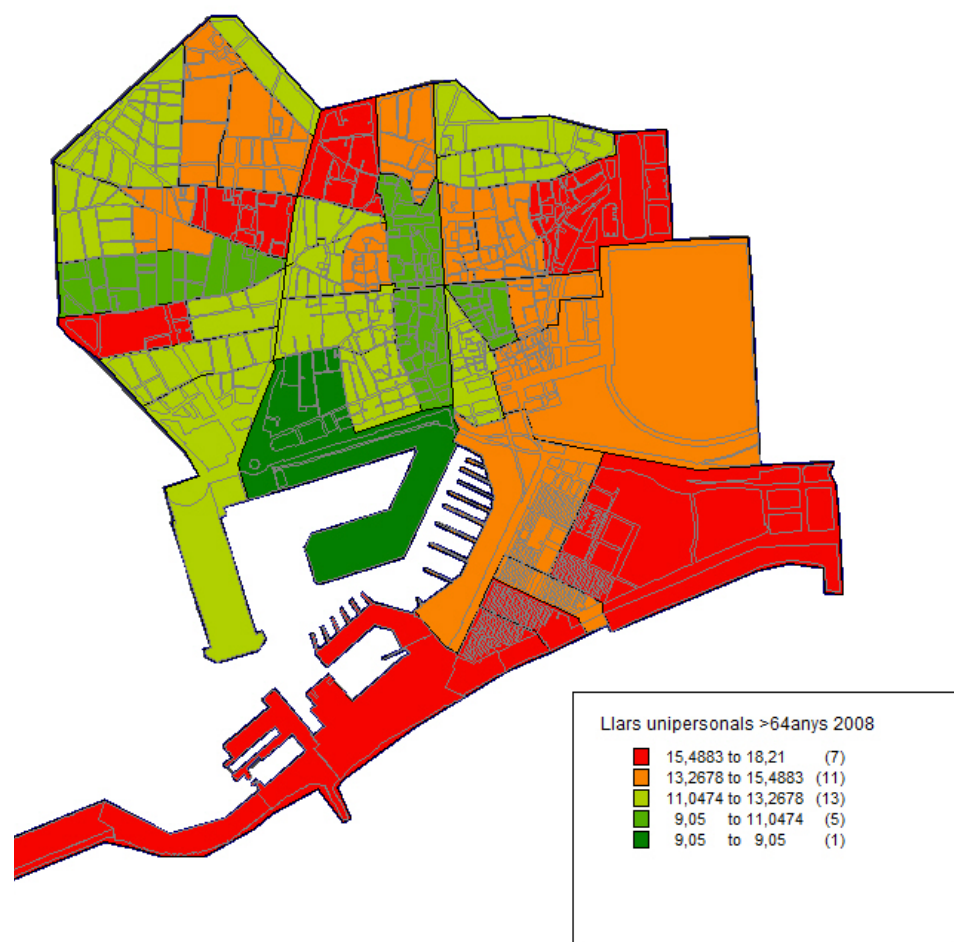 Llars unipersonals >64anys 2008
15,4883 to 18,21 (7)
13,2678 to 15,4883 (11)
11,0474 to 13,2678 (13)
9,05 to 11,0474 (5)
9,05 to 9,05 (1)